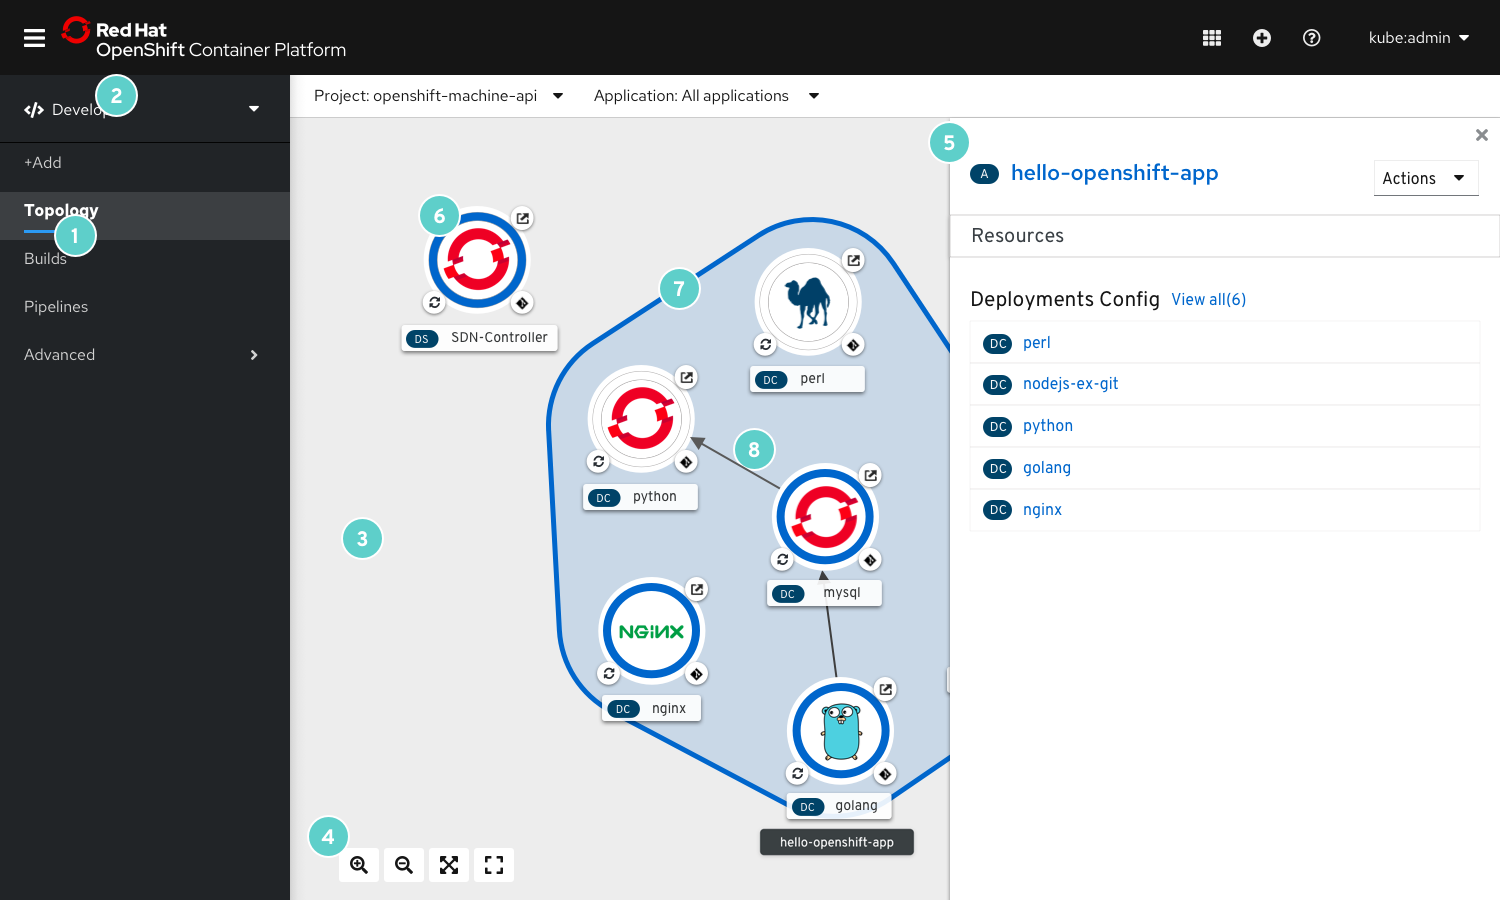 Red Hat
OpenShift Container Platform
kube:admin
2
Develop
Project: openshift-machine-api
Application: All applications
+Add
Topology
1
Builds
Pipelines
Advanced
6
DS SDN-Controller
7
perl
DC perl
DC python
8
DC mysql
3
NGINX
DC nginx
DC golang
hello-openshift-app
4
5
A hello-openshift-app
Actions
Resources
Deployments Config View all(6)
DC perl
DC nodejs-ex-git
DC python
DC golang
DC nginx